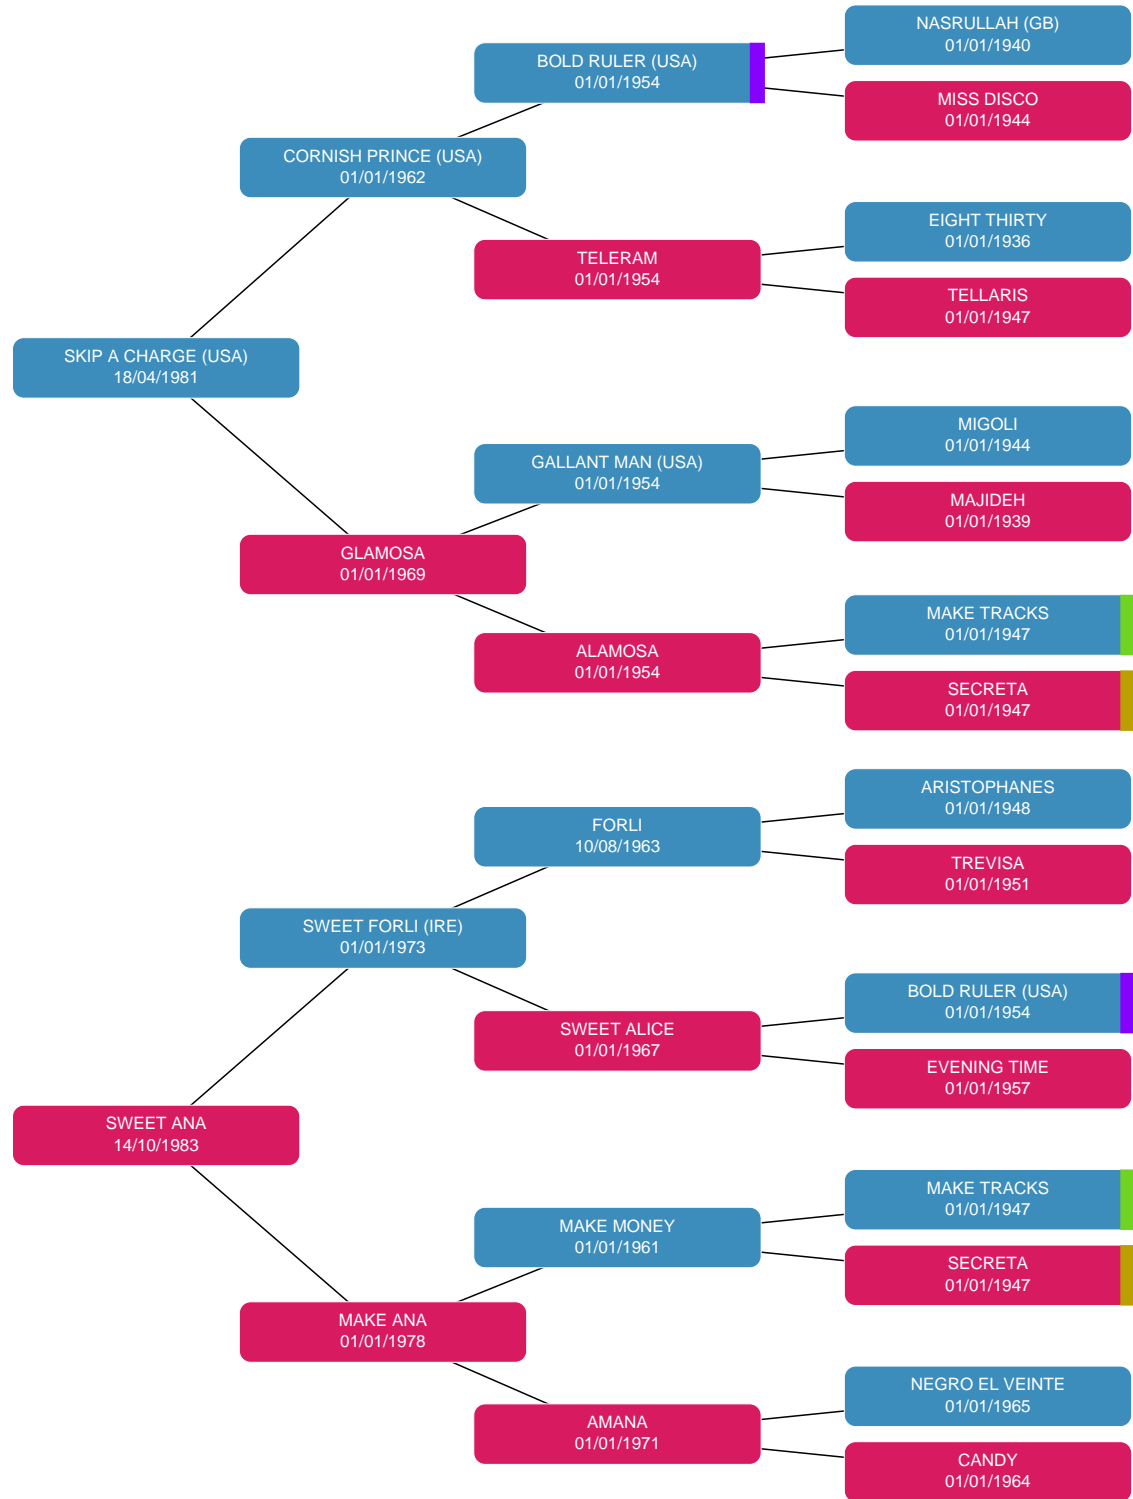 NASRULLAH (GB)
01/01/1940
BOLD RULER (USA)
01/01/1954
MISS DISCO
01/01/1944
CORNISH PRINCE (USA)
01/01/1962
EIGHT THIRTY
01/01/1936
TELERAM
01/01/1954
TELLARIS
01/01/1947
SKIP A CHARGE (USA)
18/04/1981
MIGOLI
01/01/1944
GALLANT MAN (USA)
01/01/1954
MAJIDEH
01/01/1939
GLAMOSA
01/01/1969
MAKE TRACKS
01/01/1947
ALAMOSA
01/01/1954
SECRETA
01/01/1947
ARISTOPHANES
01/01/1948
FORLI
10/08/1963
TREVISA
01/01/1951
SWEET FORLI (IRE)
01/01/1973
BOLD RULER (USA)
01/01/1954
SWEET ALICE
01/01/1967
EVENING TIME
01/01/1957
SWEET ANA
14/10/1983
MAKE TRACKS
01/01/1947
MAKE MONEY
01/01/1961
SECRETA
01/01/1947
MAKE ANA
01/01/1978
NEGRO EL VEINTE
01/01/1965
AMANA
01/01/1971
CANDY
01/01/1964